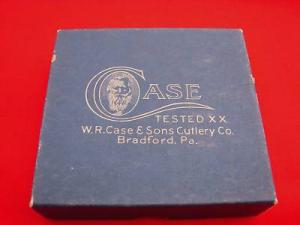 CASE
TESTED XX
W.R. Case & Sons Cutlery Co.
Bradford, Pa.